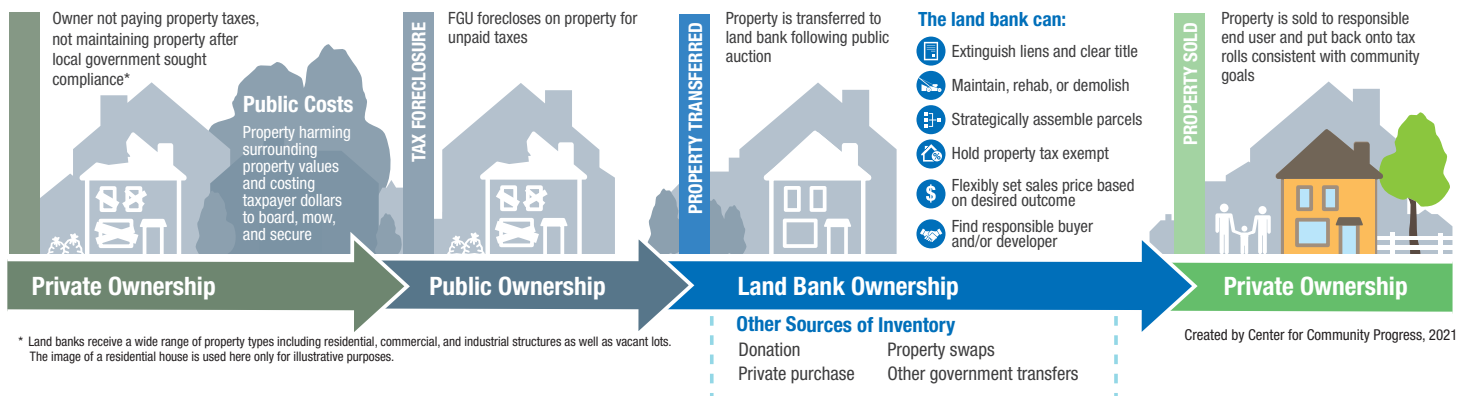 Owner not paying property taxes,
not maintaining property after
local government sought
compliance*
Public Costs
Property harming
surrounding
property values
and costing
taxpayer dollars
to board, mow,
and secure
TAX FORECLOSURE
FGU forecloses on property for
unpaid taxes
PROPERTY TRANSFERRED
Property is transferred to
land bank following public
auction
The land bank can:
Extinguish liens and clear title
Maintain, rehab, or demolish
Strategically assemble parcels
Hold property tax exempt
$
Flexibly set sales price based
on desired outcome
Find responsible buyer
and/or developer
PROPERTY SOLD
Property is sold to responsible
end user and put back onto tax
rolls consistent with community
goals
Private Ownership
Public Ownership
Land Bank Ownership
Private Ownership
* Land banks receive a wide range of property types including residential, commercial, and industrial structures as well as vacant lots.
The image of a residential house is used here only for illustrative purposes.
Other Sources of Inventory
Donation
Private purchase
Property swaps
Other government transfers
Created by Center for Community Progress, 2021